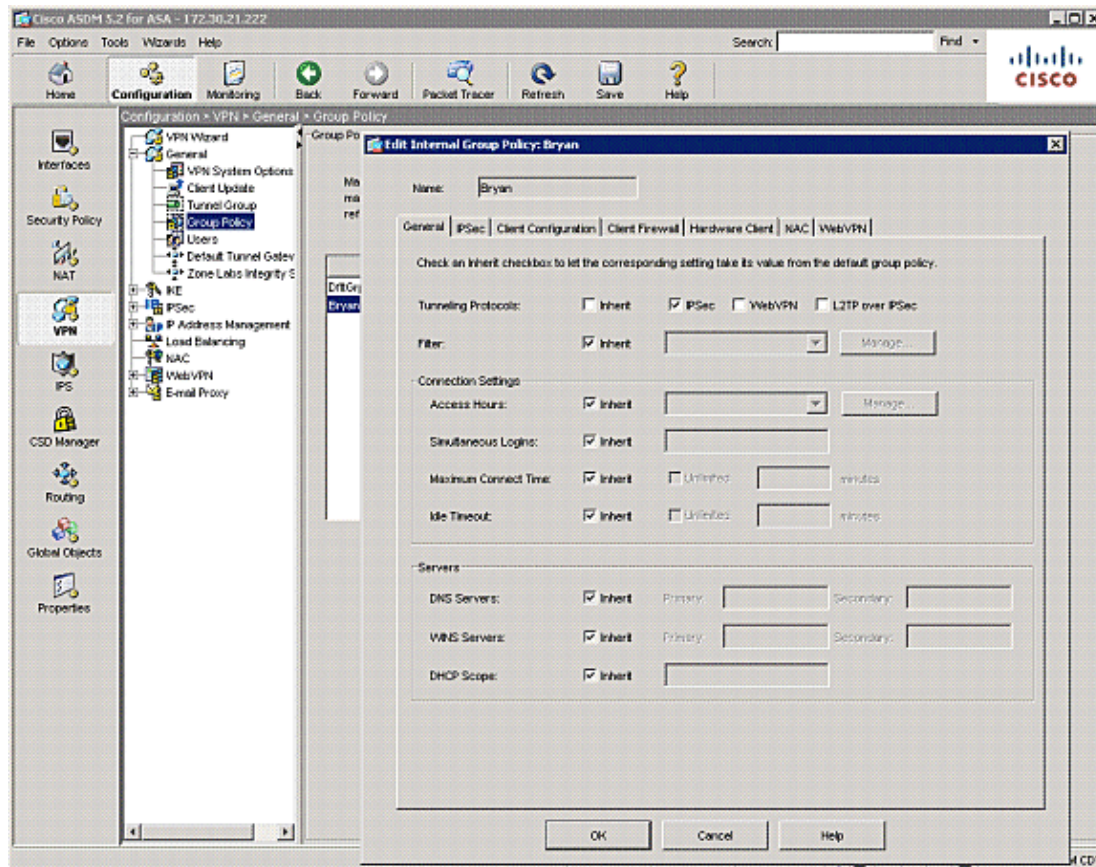 Cisco ASDM 5.2 for ASA - 172.30.21.222
File Options Tools Wizards Help
Search:
Find
Home
Configuration
Monitoring
Back
Forward
Packet Tracer
Refresh
Save
Help
CISCO
Configuration > VPN > General > Group Policy
Interfaces
Security Policy
NAT
VPN
IPS
CSD Manager
Routing
Global Objects
Properties
VPN Wizard
General
VPN System Options
Client Update
Tunnel Group
Group Policy
Users
Default Tunnel Gatew
Zone Labs Integrity S
IKE
IPSec
IP Address Management
Load Balancing
NAC
WebVPN
E-mail Proxy
Group Po
Ma
ma
ref
DfltGr
Bryan
Edit Internal Group Policy: Bryan
Name: Bryan
General IPSec Client Configuration Client Firewall Hardware Client NAC WebVPN
Check an Inherit checkbox to let the corresponding setting take its value from the default group policy.
Tunneling Protocols: Inherit IPSec WebVPN L2TP over IPSec
Filter: Inherit Manage...
Connection Settings
Access Hours: Inherit Manage...
Simultaneous Logins: Inherit
Maximum Connect Time: Inherit Unlimited minutes
Idle Timeout: Inherit Unlimited minutes
Servers
DNS Servers: Inherit Primary: Secondary:
WINS Servers: Inherit Primary: Secondary:
DHCP Scope: Inherit
OK Cancel Help